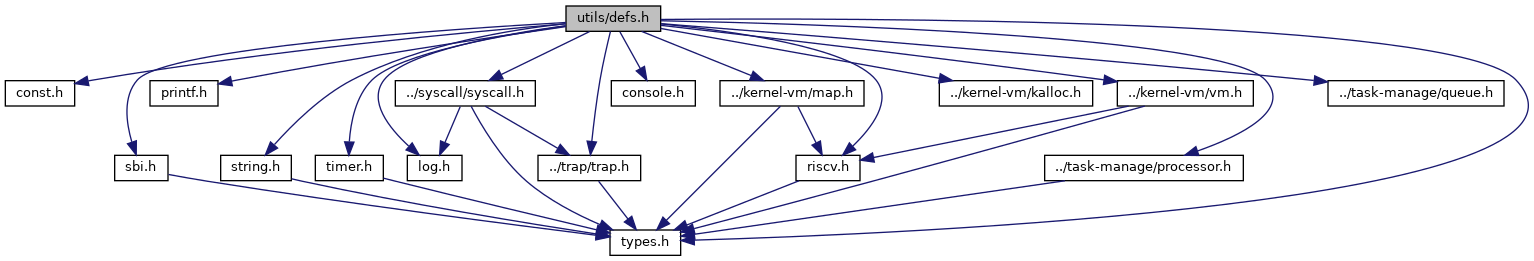 utils/defs.h
const.h
printf.h
../syscall/syscall.h
console.h
../kernel-vm/map.h
../kernel-vm/kalloc.h
../kernel-vm/vm.h
../task-manage/queue.h
sbi.h
string.h
timer.h
log.h
../trap/trap.h
riscv.h
../task-manage/processor.h
types.h